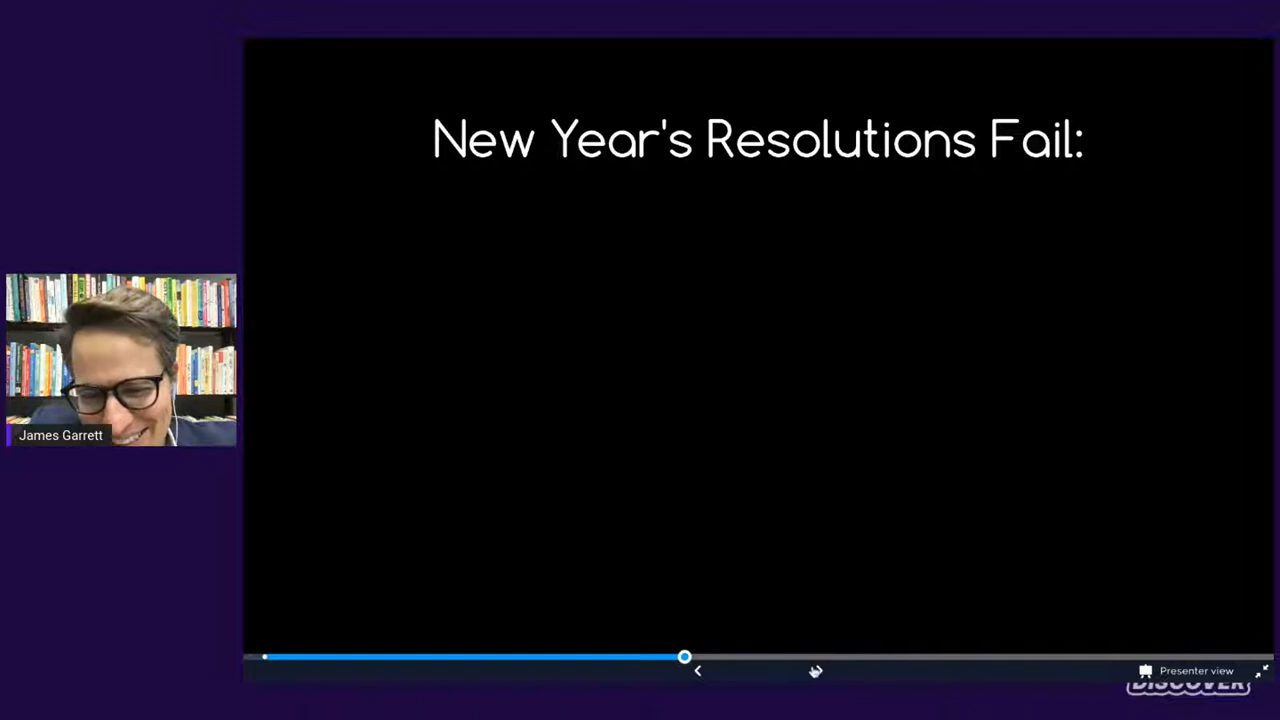 New Year's Resolutions Fail:
James Garrett
Presenter view
DISCOVER